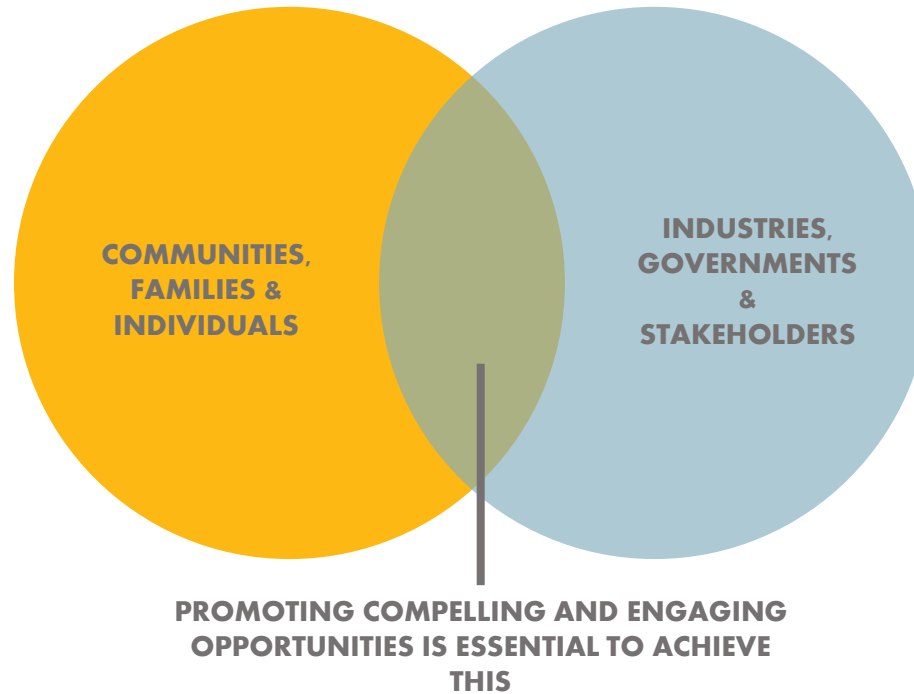 COMMUNITIES,
FAMILIES &
INDIVIDUALS
INDUSTRIES,
GOVERNMENTS
&
STAKEHOLDERS
PROMOTING COMPELLING AND ENGAGING
OPPORTUNITIES IS ESSENTIAL TO ACHIEVE
THIS